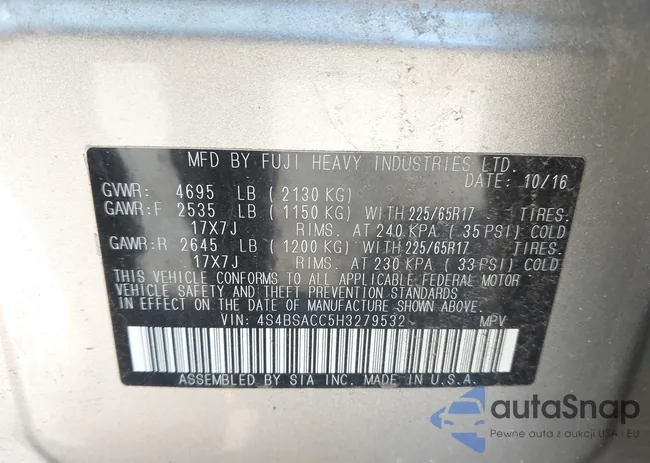 MFD BY FUJI HEAVY INDUSTRIES LTD.
DATE: 10/16
GVWR: 4695 LB (2130 KG)
GAWR:F 2535 LB (1150 KG) WITH 225/65R17 TIRES.
17X7J RIMS. AT 240 KPA (35 PSI) COLD
GAWR:R 2645 LB (1200 KG) WITH 225/65R17 TIRES.
17X7J RIMS. AT 230 KPA (33 PSI) COLD
THIS VEHICLE CONFORMS TO ALL APPLICABLE FEDERAL MOTOR
VEHICLE SAFETY AND THEFT PREVENTION STANDARDS
IN EFFECT ON THE DATE OF MANUFACTURE SHOWN ABOVE.
VIN: 4S4BSACC5H3279532 MPV
ASSEMBLED BY SIA INC. MADE IN U.S.A.
autaSnap
Pewne auta z aukcji USA i EU